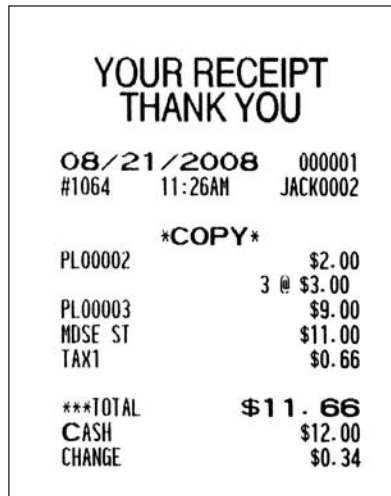 YOUR RECEIPT
THANK YOU
08/21/2008 000001
#1064 11:26AM JACK0002
*COPY*
PL00002 $2.00
3 @ $3.00
PL00003 $9.00
MDSE ST $11.00
TAX1 $0.66
***TOTAL $11.66
CASH $12.00
CHANGE $0.34